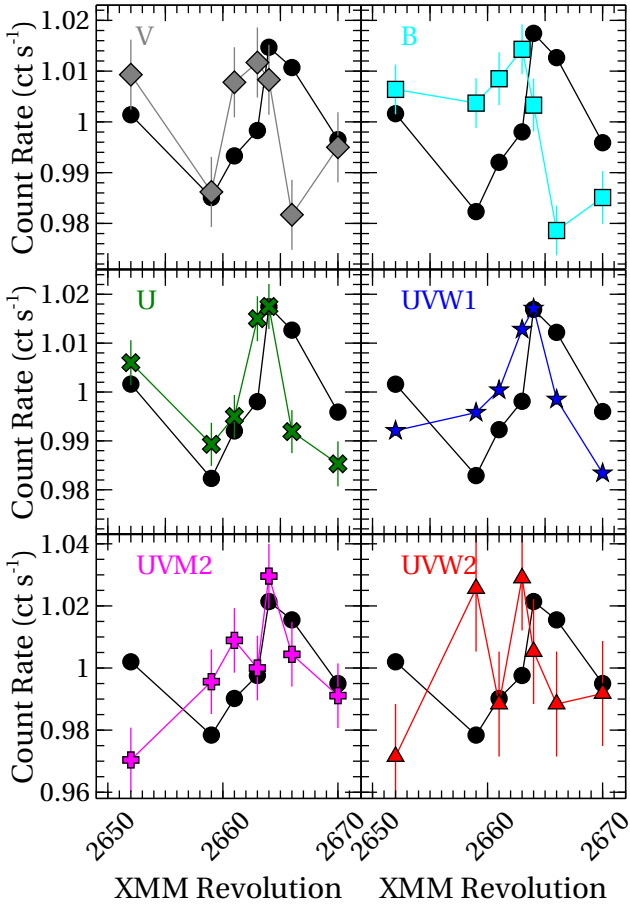 V
B
1.02
1.01
1
0.99
0.98
Count Rate (ct s⁻¹)
U
UVW1
1.02
1.01
1
0.99
0.98
Count Rate (ct s⁻¹)
UVM2
UVW2
1.04
1.02
1
0.98
0.96
Count Rate (ct s⁻¹)
2650
2660
2670
2660
2670
XMM Revolution
XMM Revolution